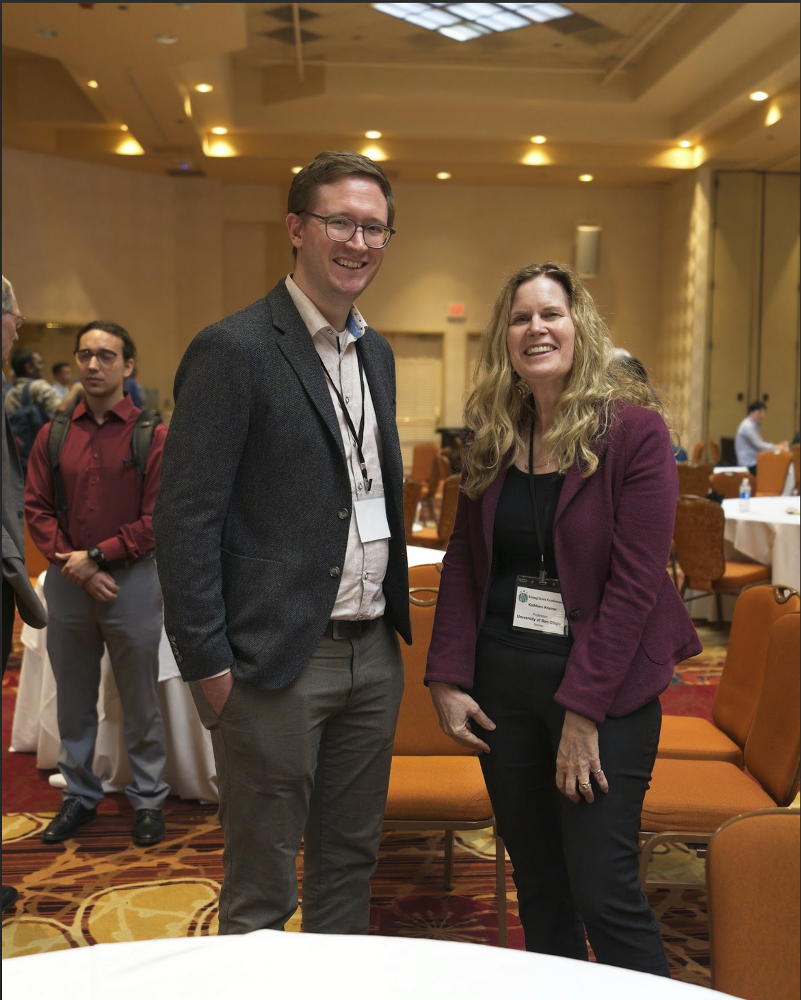 Rising Stars Conference
Kathleen Kramer
Professor
University of San Diego